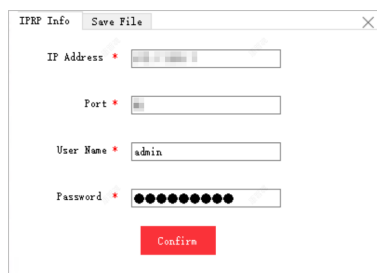 IPRP Info Save File
IP Address *
Port *
User Name * admin
Password * ●●●●●●●●●
Confirm